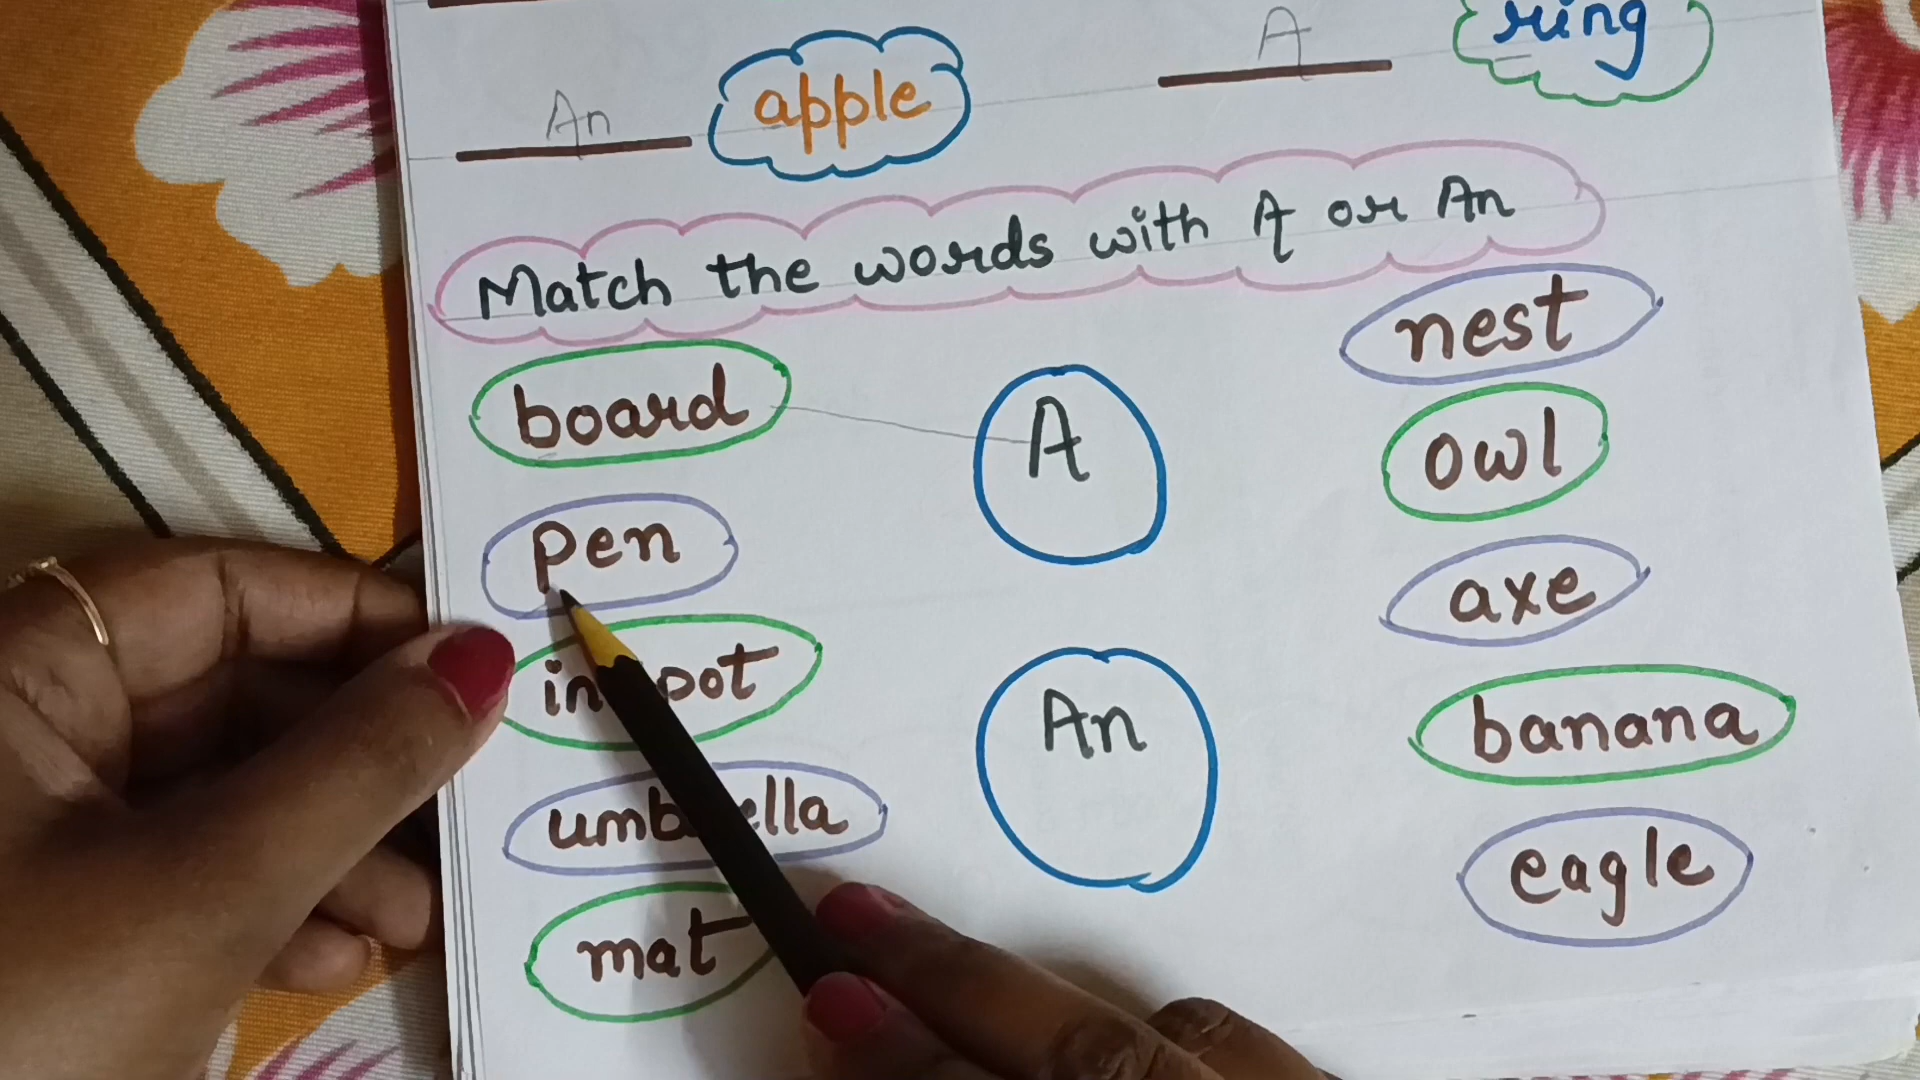 An apple A ring
Match the words with A or An
board A nest
pen owl
axe
An banana
mat eagle